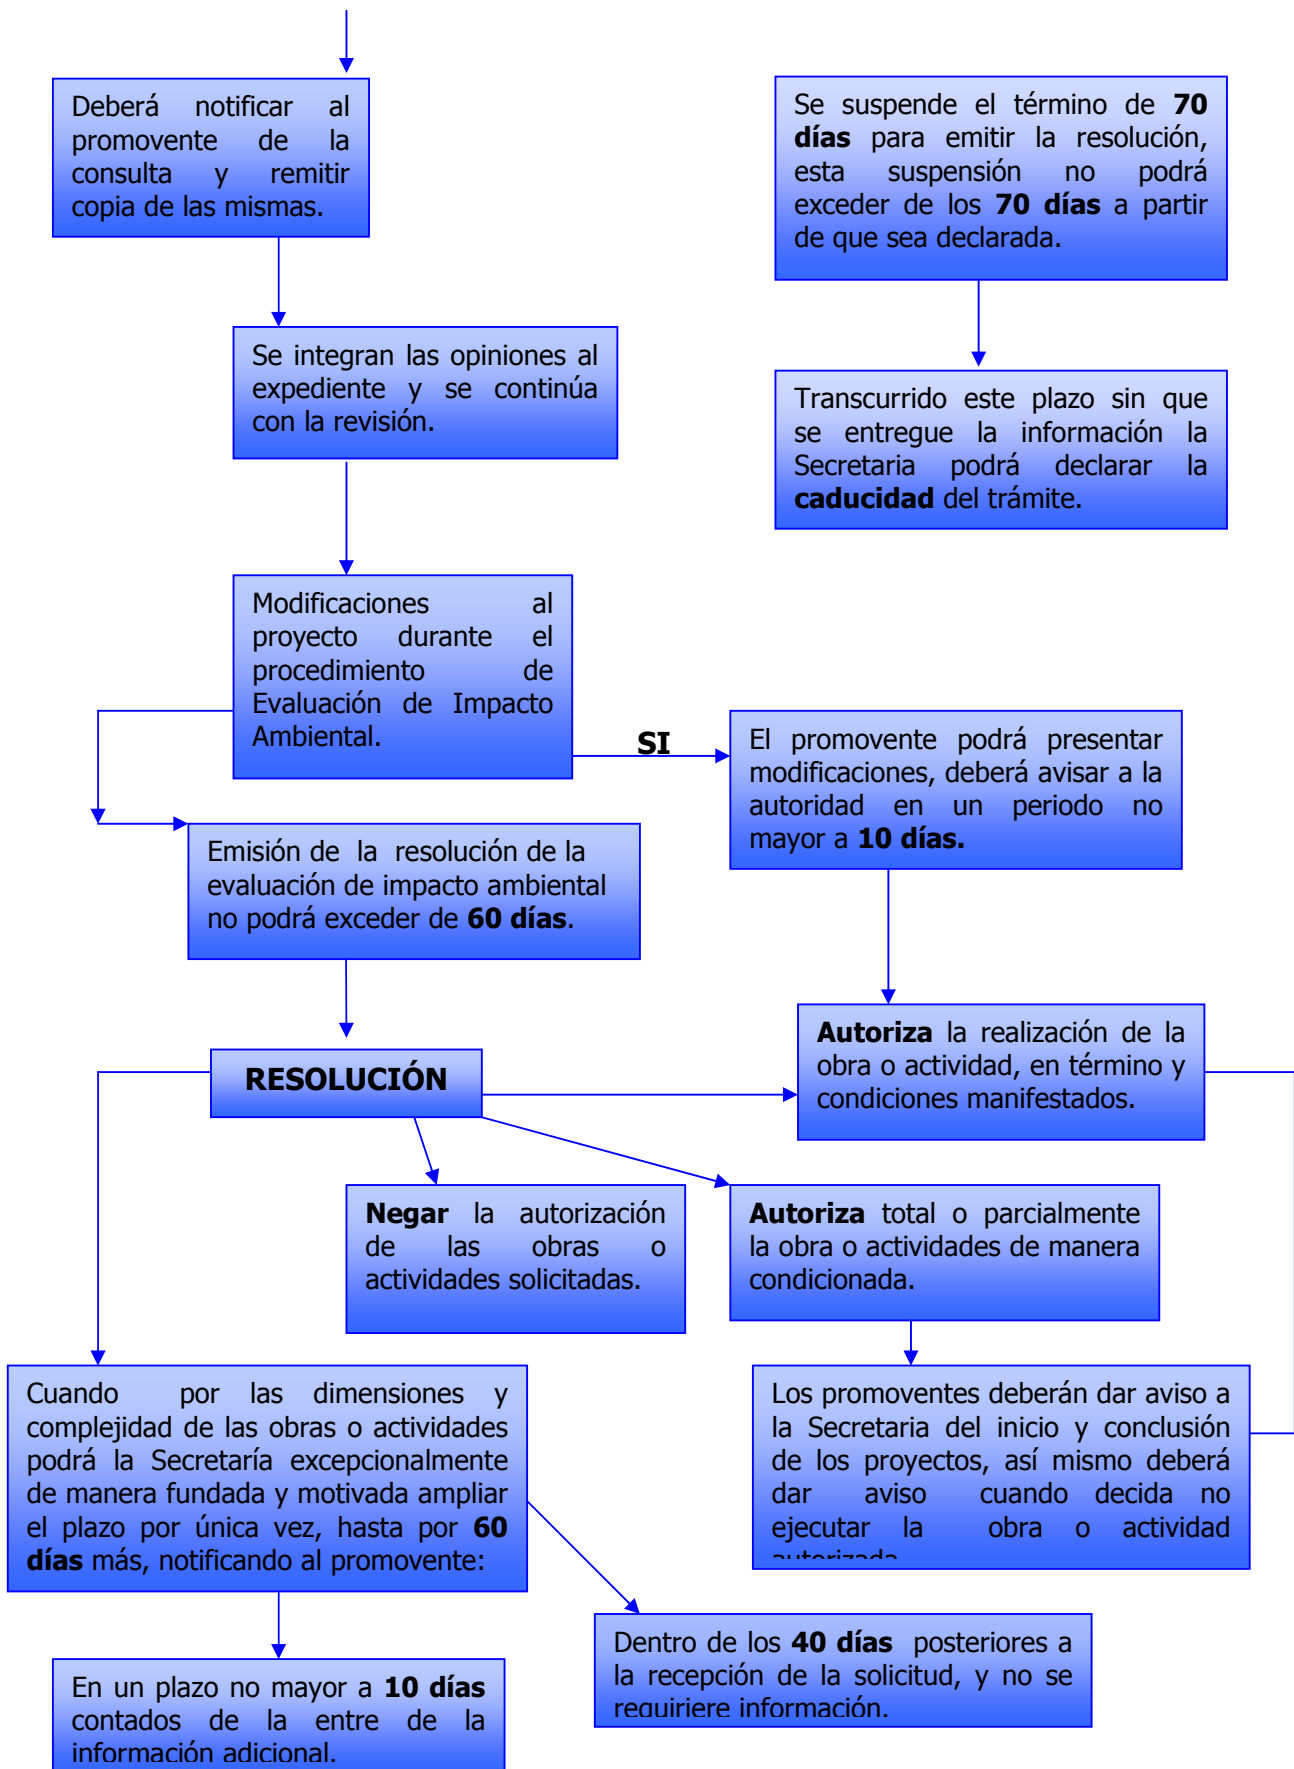 Deberá notificar al
promovente de la
consulta y remitir
copia de las mismas.
Se suspende el término de 70
días para emitir la resolución,
esta suspensión no podrá
exceder de los 70 días a partir
de que sea declarada.
Se integran las opiniones al
expediente y se continúa
con la revisión.
Transcurrido este plazo sin que
se entregue la información la
Secretaria podrá declarar la
caducidad del trámite.
Modificaciones al
proyecto durante el
procedimiento de
Evaluación de Impacto
Ambiental.
SI
El promovente podrá presentar
modificaciones, deberá avisar a la
autoridad en un periodo no
mayor a 10 días.
Emisión de la resolución de la
evaluación de impacto ambiental
no podrá exceder de 60 días.
RESOLUCIÓN
Autoriza la realización de la
obra o actividad, en término y
condiciones manifestados.
Negar la autorización
de las obras o
actividades solicitadas.
Autoriza total o parcialmente
la obra o actividades de manera
condicionada.
Cuando por las dimensiones y
complejidad de las obras o actividades
podrá la Secretaría excepcionalmente
de manera fundada y motivada ampliar
el plazo por única vez, hasta por 60
días más, notificando al promovente:
Los promoventes deberán dar aviso a
la Secretaria del inicio y conclusión
de los proyectos, así mismo deberá
dar aviso cuando decida no
ejecutar la obra o actividad
autorizada
Dentro de los 40 días posteriores a
la recepción de la solicitud, y no se
requiriere información.
En un plazo no mayor a 10 días
contados de la entre de la
información adicional.